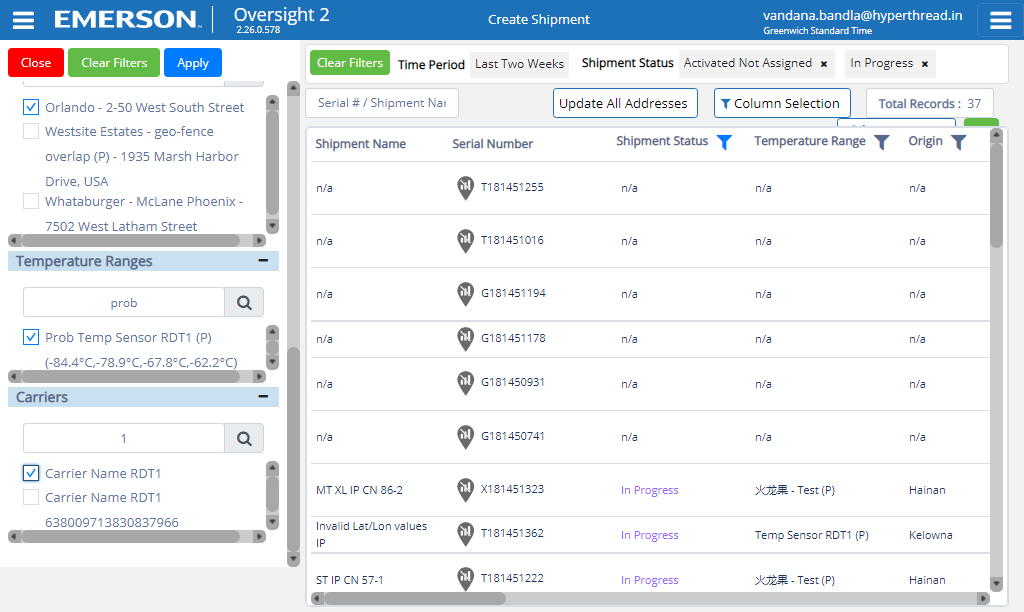 EMERSON
Oversight 2
2.26.0.578
Create Shipment
vandana.bandla@hyperthread.in
Greenwich Standard Time
Close
Clear Filters
Apply
Orlando - 2-50 West South Street
Westsite Estates - geo-fence
overlap (P) - 1935 Marsh Harbor
Drive, USA
Whataburger - McLane Phoenix -
7502 West Latham Street
Temperature Ranges
prob
Prob Temp Sensor RDT1 (P)
(-84.4°C,-78.9°C,-67.8°C,-62.2°C)
Carriers
1
Carrier Name RDT1
Carrier Name RDT1
638009713830837966
Clear Filters
Time Period
Last Two Weeks
Shipment Status
Activated Not Assigned ×
In Progress ×
Serial # / Shipment Nar
Update All Addresses
Column Selection
Total Records : 37
Shipment Name Serial Number Shipment Status Temperature Range Origin
n/a T181451255 n/a n/a n/a
n/a T181451016 n/a n/a n/a
n/a G181451194 n/a n/a n/a
n/a G181451178 n/a n/a n/a
n/a G181450931 n/a n/a n/a
n/a G181450741 n/a n/a n/a
MT XL IP CN 86-2 X181451323 In Progress 火龙果 - Test (P) Hainan
Invalid Lat/Lon values
IP T181451362 In Progress Temp Sensor RDT1 (P) Kelowna
ST IP CN 57-1 T181451222 In Progress 火龙果 - Test (P) Hainan